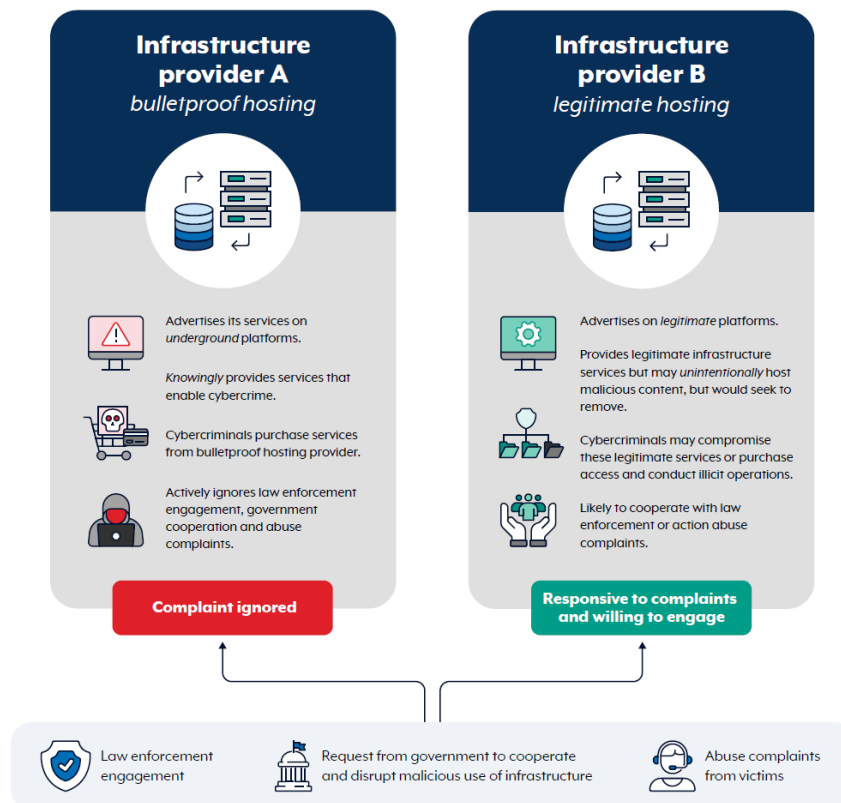 Infrastructure
provider A
bulletproof hosting
Advertises its services on
underground platforms.
Knowingly provides services that
enable cybercrime.
Cybercriminals purchase services
from bulletproof hosting provider.
Actively ignores law enforcement
engagement, government
cooperation and abuse
complaints.
Complaint ignored
Infrastructure
provider B
legitimate hosting
Advertises on legitimate platforms.
Provides legitimate infrastructure
services but may unintentionally host
malicious content, but would seek to
remove.
Cybercriminals may compromise
these legitimate services or purchase
access and conduct illicit operations.
Likely to cooperate with law
enforcement or action abuse
complaints.
Responsive to complaints
and willing to engage
Law enforcement
engagement
Request from government to cooperate
and disrupt malicious use of infrastructure
Abuse complaints
from victims